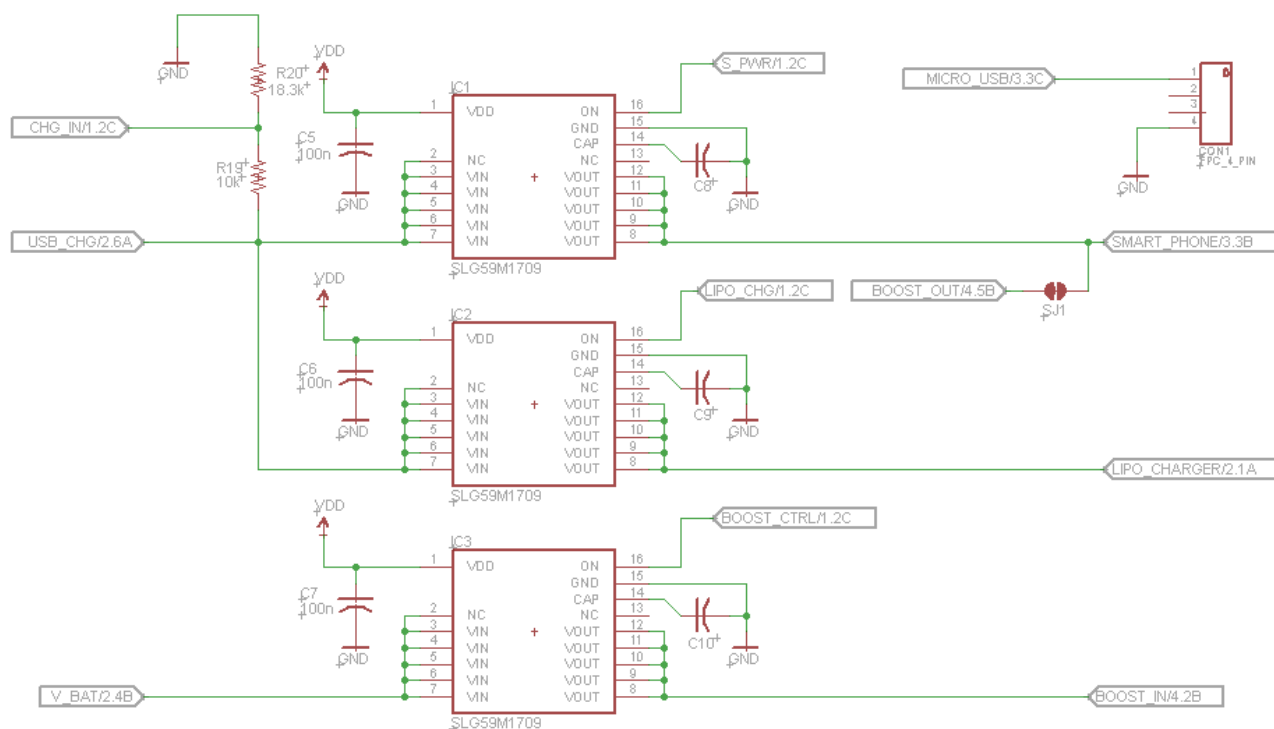 GND
R20
18.3k
CHG_IN/1.2C
R19
10k
USB_CHG/2.6A
VDD
C5
100n
GND
IC1
1 VDD ON 16
GND 15
CAP 14
2 NC NC 13
3 VIN VOUT 12
4 VIN VOUT 11
5 VIN VOUT 10
6 VIN VOUT 9
7 VIN VOUT 8
SLG59M1709
S_PWR/1.2C
C8
GND
MICRO_USB/3.3C
1
2
3
4
CON1
FPC_4_PIN
GND
SMART_PHONE/3.3B
BOOST_OUT/4.5B
SJ1
VDD
C6
100n
GND
IC2
1 VDD ON 16
GND 15
CAP 14
2 NC NC 13
3 VIN VOUT 12
4 VIN VOUT 11
5 VIN VOUT 10
6 VIN VOUT 9
7 VIN VOUT 8
SLG59M1709
LIPO_CHG/1.2C
C9
GND
LIPO_CHARGER/2.1A
VDD
C7
100n
GND
IC3
1 VDD ON 16
GND 15
CAP 14
2 NC NC 13
3 VIN VOUT 12
4 VIN VOUT 11
5 VIN VOUT 10
6 VIN VOUT 9
7 VIN VOUT 8
SLG59M1709
BOOST_CTRL/1.2C
C10
GND
V_BAT/2.4B
BOOST_IN/4.2B